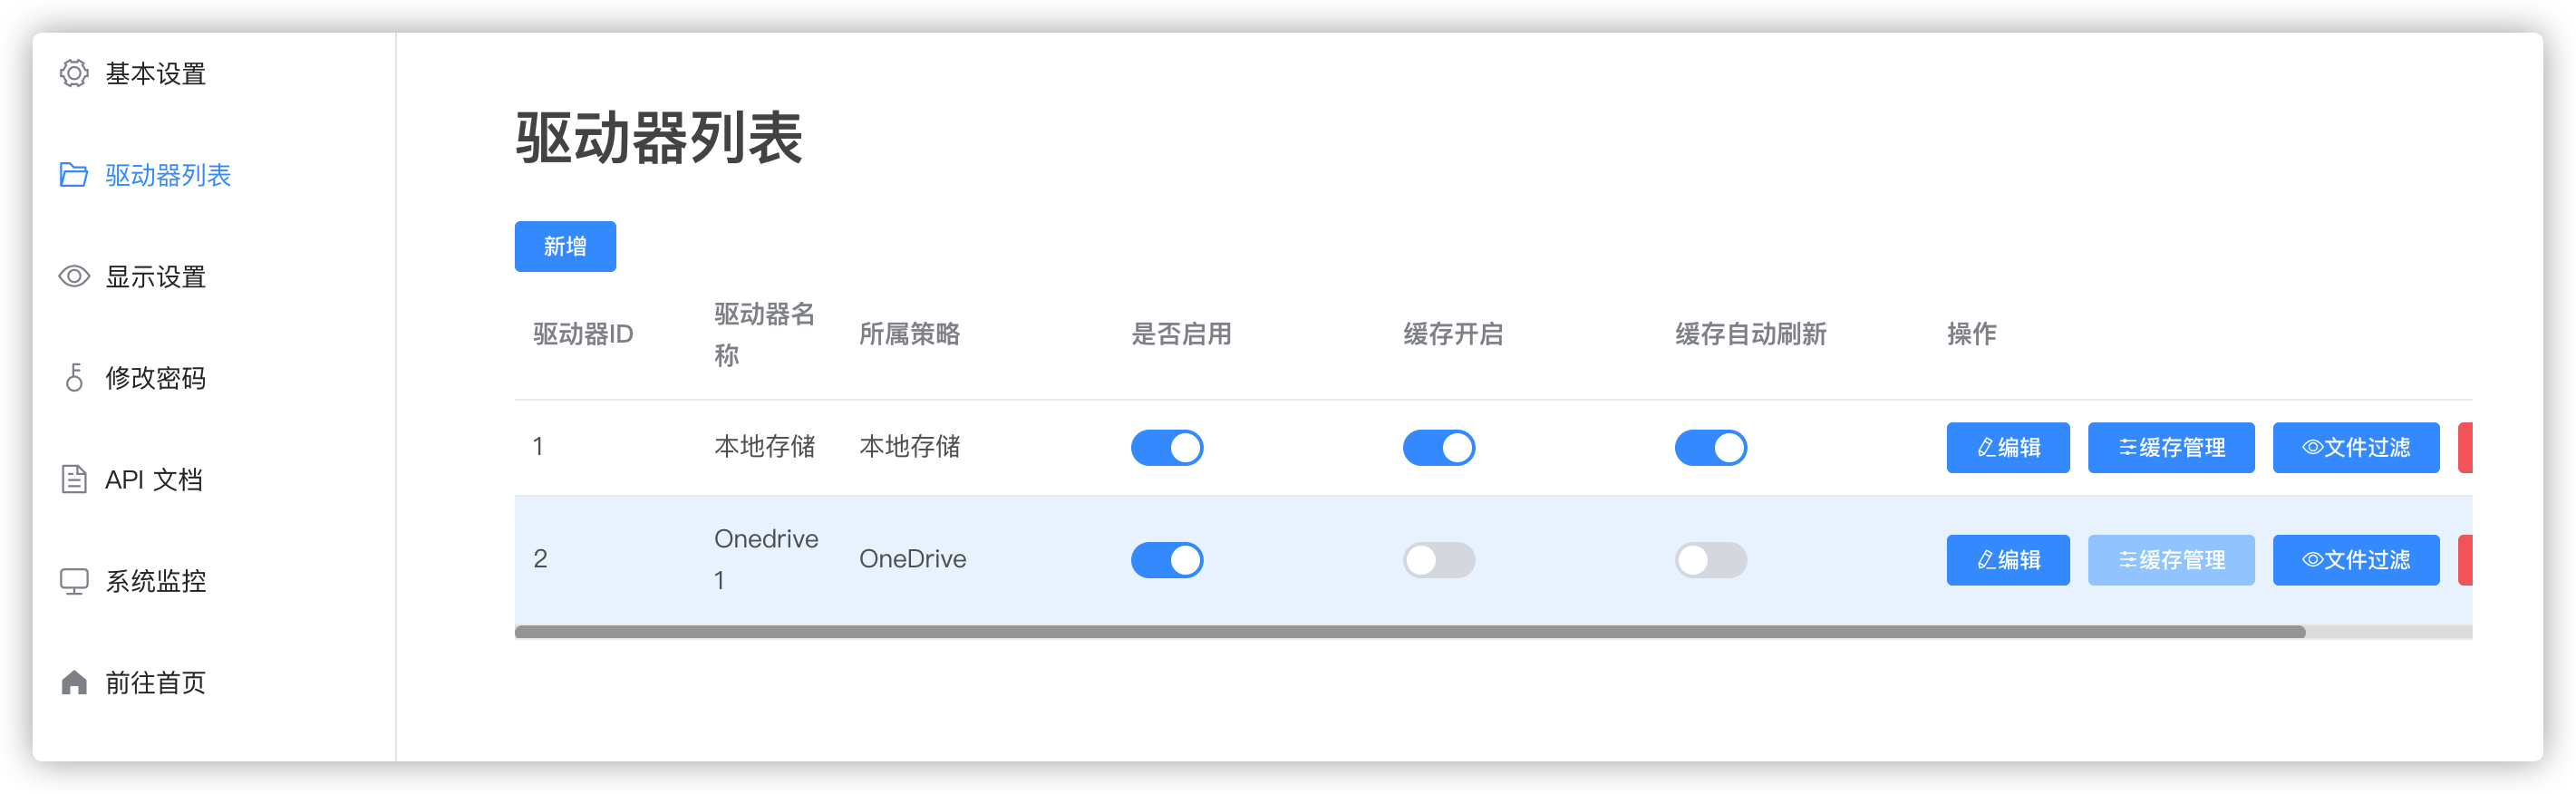 基本设置
驱动器列表
显示设置
修改密码
API 文档
系统监控
前往首页
驱动器列表
新增
驱动器ID 驱动器名称 所属策略 是否启用 缓存开启 缓存自动刷新 操作
1 本地存储 本地存储 编辑 缓存管理 文件过滤
2 Onedrive 1 OneDrive 编辑 缓存管理 文件过滤